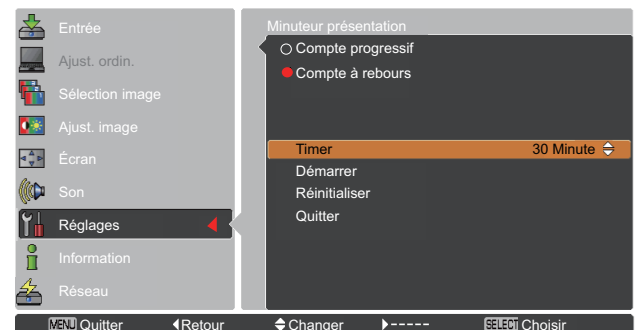 Entrée
Ajust. ordin.
Sélection image
Ajust. image
Écran
Son
Réglages
Information
Réseau
Minuteur présentation
Compte progressif
Compte à rebours
Timer 30 Minute
Démarrer
Réinitialiser
Quitter
MENU Quitter Retour Changer ----- SELECT Choisir